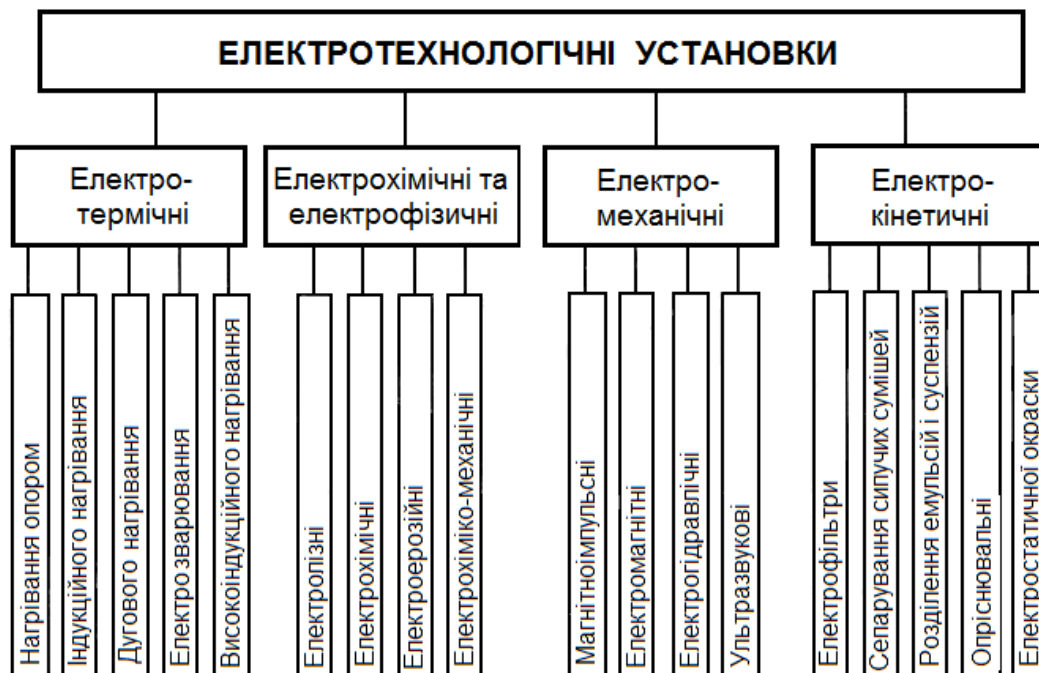 ЕЛЕКТРОТЕХНОЛОГІЧНІ УСТАНОВКИ
Електро-
термічні
Електрохімічні та
електрофізичні
Електро-
механічні
Електро-
кінетичні
Нагрівання опором
Індукційного нагрівання
Дугового нагрівання
Електрозварювання
Високоіндукційного нагрівання
Електролізні
Електрохімічні
Електроерозійні
Електрохіміко-механічні
Магнітноімпульсні
Електромагнітні
Електрогідравлічні
Ультразвукові
Електрофільтри
Сепарування сипучих сумішей
Розділення емульсій і суспензій
Опріснювальні
Електростатичної окраски